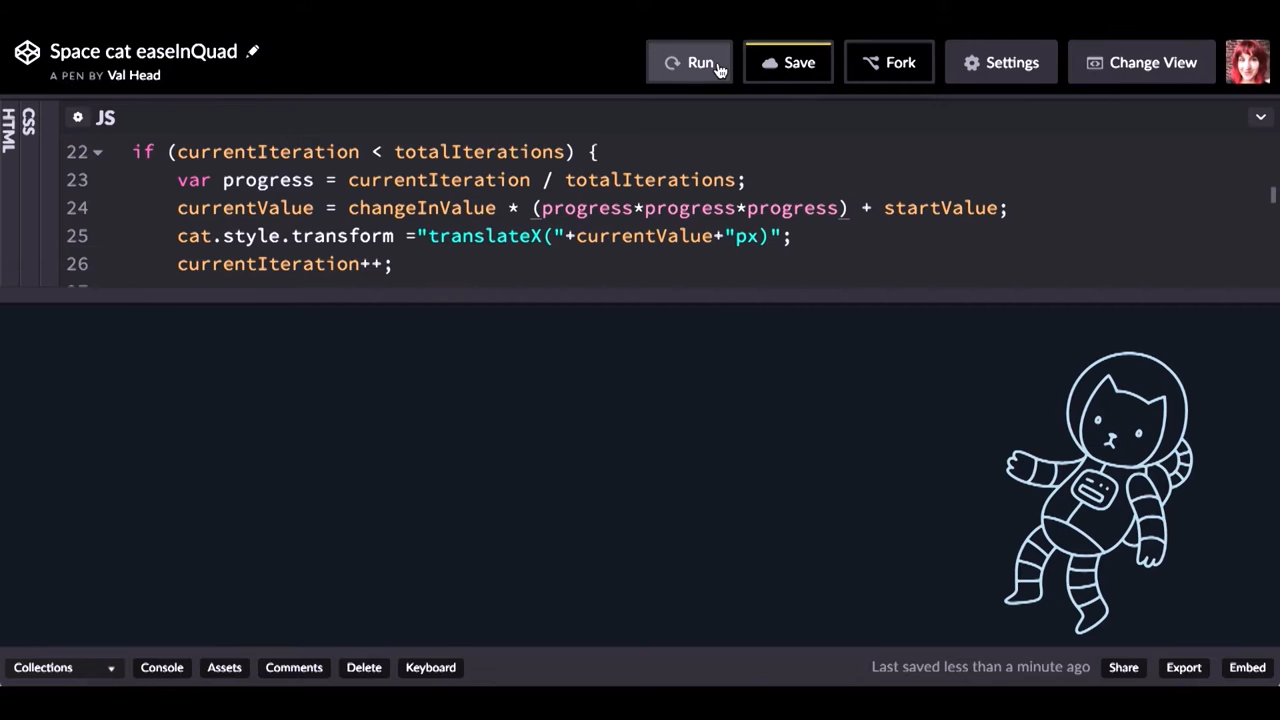 Space cat easeInQuad
A PEN BY Val Head
Run
Save
Fork
Settings
Change View
HTML
CSS
JS
22 if (currentIteration < totalIterations) {
23 var progress = currentIteration / totalIterations;
24 currentValue = changeInValue * (progress*progress*progress) + startValue;
25 cat.style.transform ="translateX("+currentValue+"px)";
26 currentIteration++;
Collections
Console
Assets
Comments
Delete
Keyboard
Last saved less than a minute ago
Share
Export
Embed